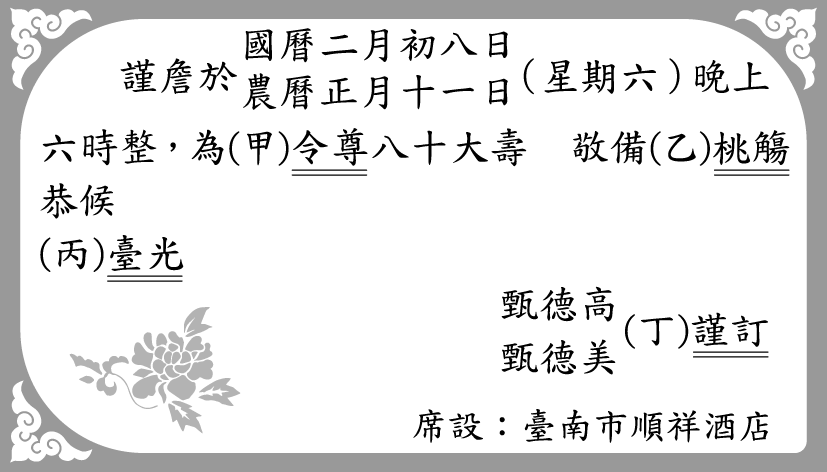 國曆二月初八日
謹詹於農曆正月十一日(星期六)晚上
六時整，為(甲)令尊八十大壽　敬備(乙)桃觴
恭候
(丙)臺光
甄德高
甄德美(丁)謹訂
席設：臺南市順祥酒店